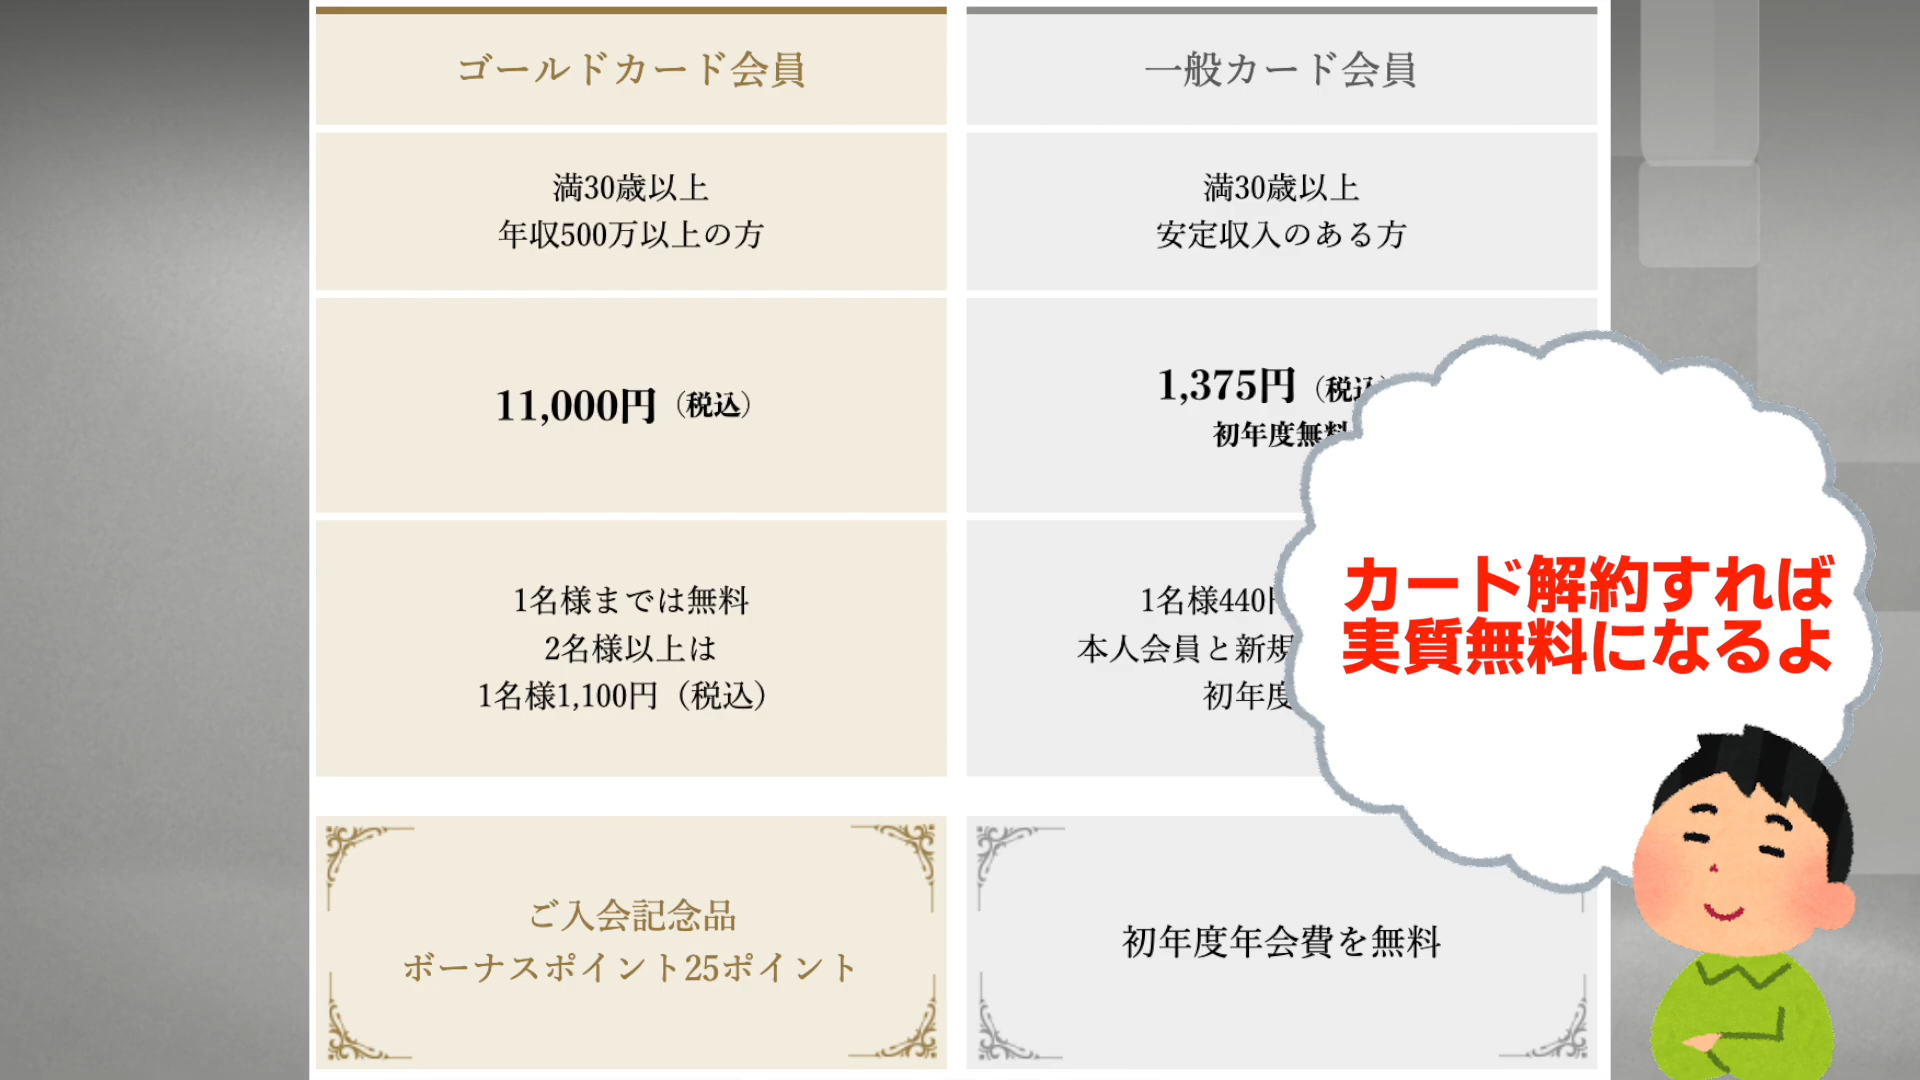 ゴールドカード会員
満30歳以上
年収500万以上の方
11,000円（税込）
1名様までは無料
2名様以上は
1名様1,100円（税込）
ご入会記念品
ボーナスポイント25ポイント
一般カード会員
満30歳以上
安定収入のある方
1,375円（税込
初年度無料
1名様440
本人会員と新規
初年度
初年度年会費を無料
カード解約すれば
実質無料になるよ